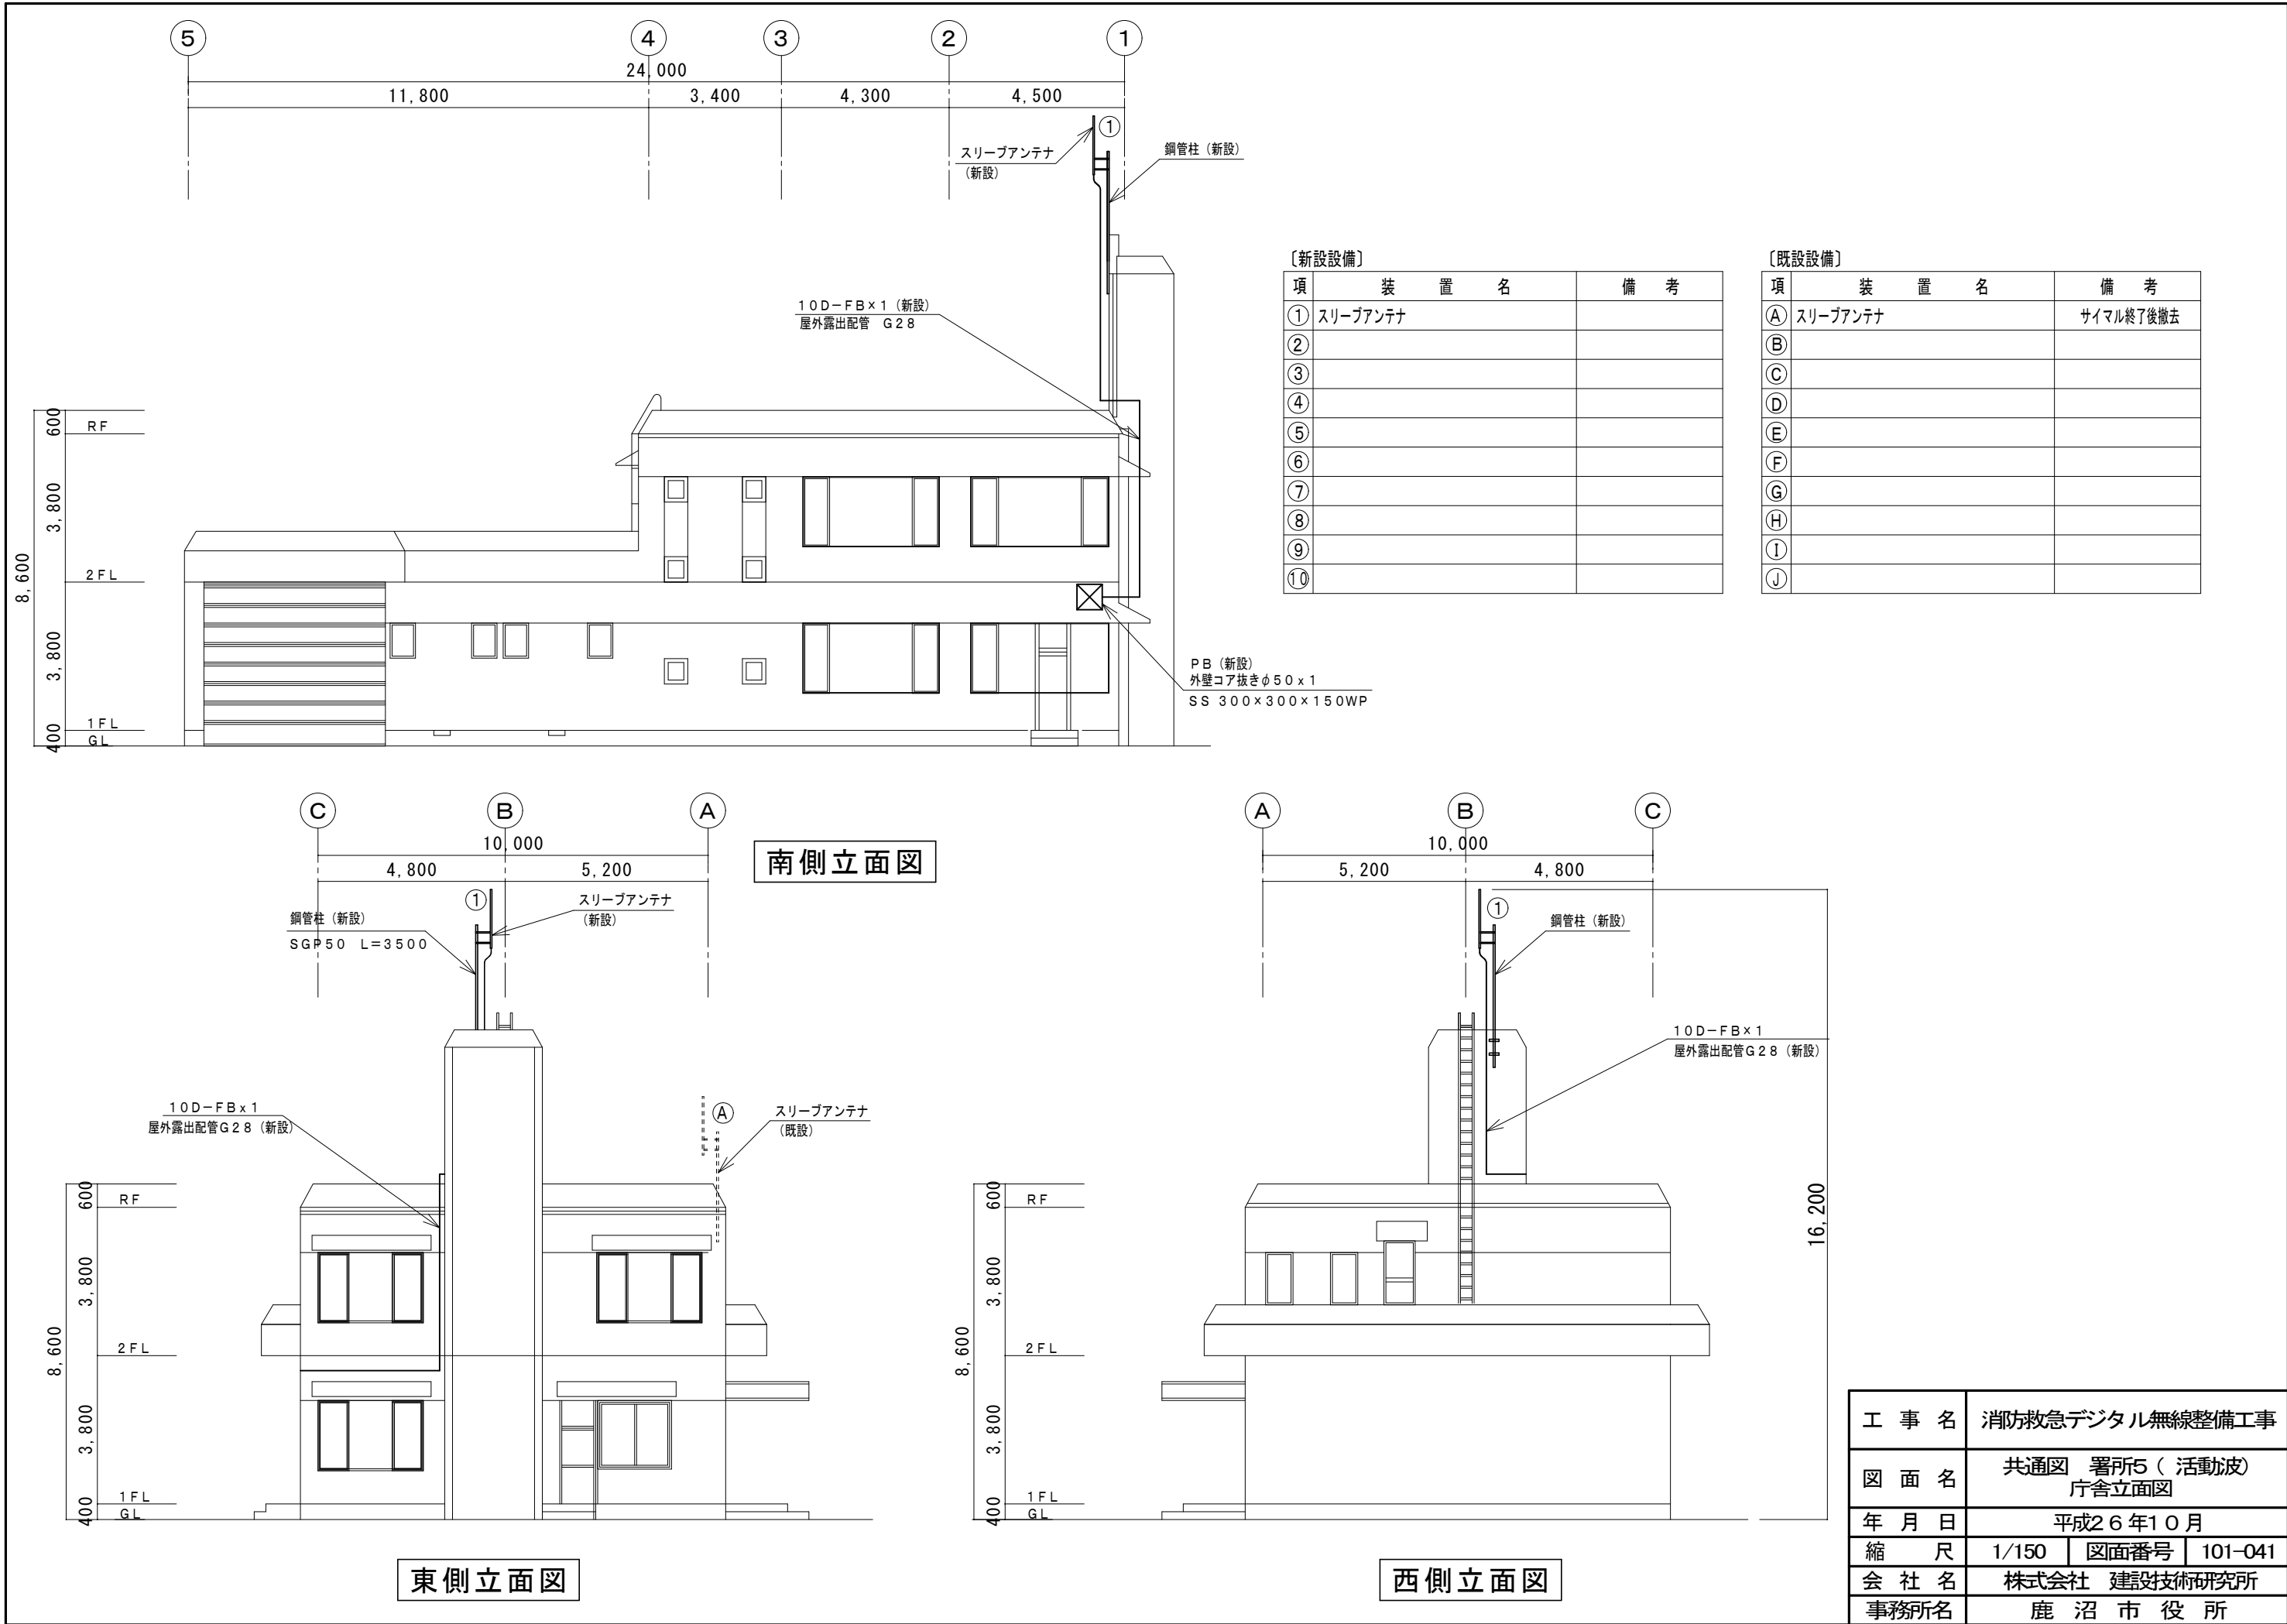 5 4 3 2 1
24,000
11,800 3,400 4,300 4,500
①
スリーブアンテナ
(新設)
鋼管柱（新設）
10D－FB×1（新設）
屋外露出配管 G28
600
RF
3,800
8,600
2FL
3,800
1FL
400
GL
PB（新設）
外壁コア抜きφ50x1
SS 300×300×150WP
〔新設設備〕
項 装置名 備考
① スリーブアンテナ
②
③
④
⑤
⑥
⑦
⑧
⑨
⑩
〔既設設備〕
項 装置名 備考
Ⓐ スリーブアンテナ サイマル終了後撤去
Ⓑ
Ⓒ
Ⓓ
Ⓔ
Ⓕ
Ⓖ
Ⓗ
Ⓘ
Ⓙ
南側立面図
C B A
10,000
4,800 5,200
①
スリーブアンテナ
(新設)
鋼管柱（新設）
SGP50 L=3500
10D－FBx1
屋外露出配管G28（新設）
Ⓐ
スリーブアンテナ
(既設)
600
RF
3,800
8,600
2FL
3,800
1FL
400
GL
東側立面図
A B C
10,000
5,200 4,800
①
鋼管柱（新設）
10D－FB×1
屋外露出配管G28（新設）
16,200
600
RF
3,800
8,600
2FL
3,800
1FL
400
GL
西側立面図
工事名 消防救急デジタル無線整備工事
図面名 共通図 署所5（活動波）
庁舎立面図
年月日 平成26年10月
縮尺 1/150 図面番号 101-041
会社名 株式会社 建設技術研究所
事務所名 鹿沼市役所